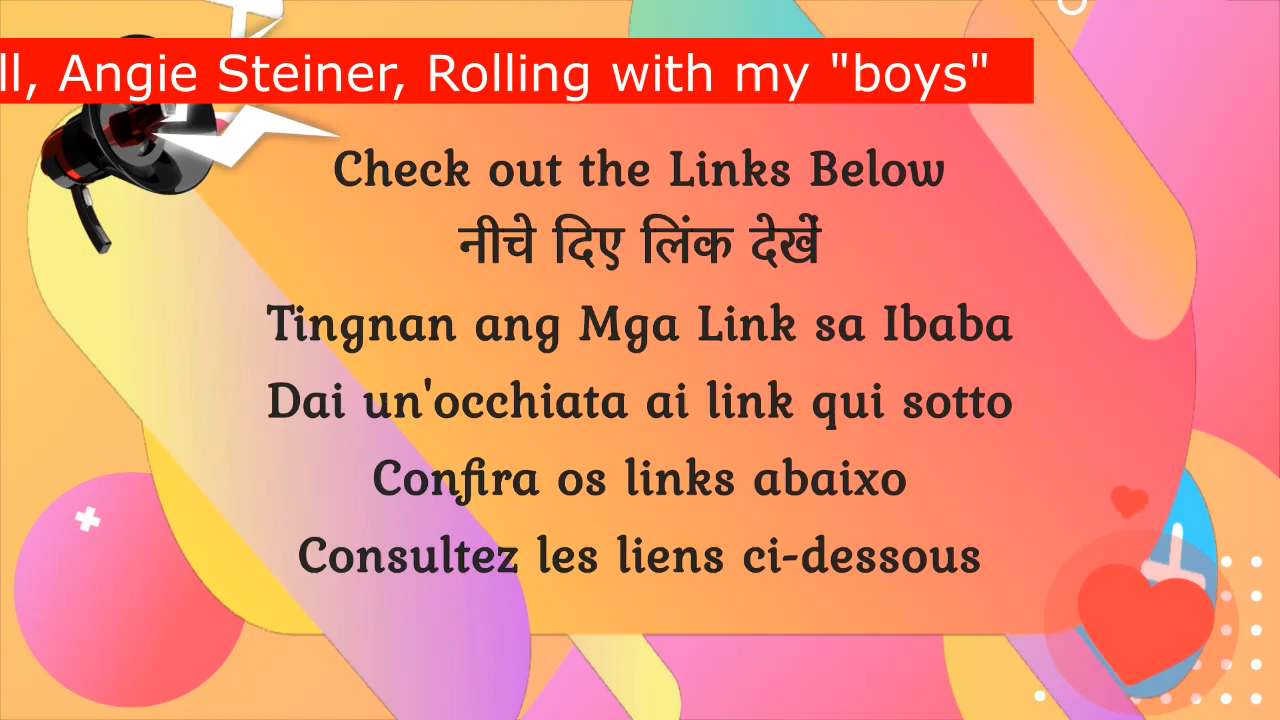 ll, Angie Steiner, Rolling with my "boys"
Check out the Links Below
नीचे दिए लिंक देखें
Tingnan ang Mga Link sa Ibaba
Dai un'occhiata ai link qui sotto
Confira os links abaixo
Consultez les liens ci-dessous